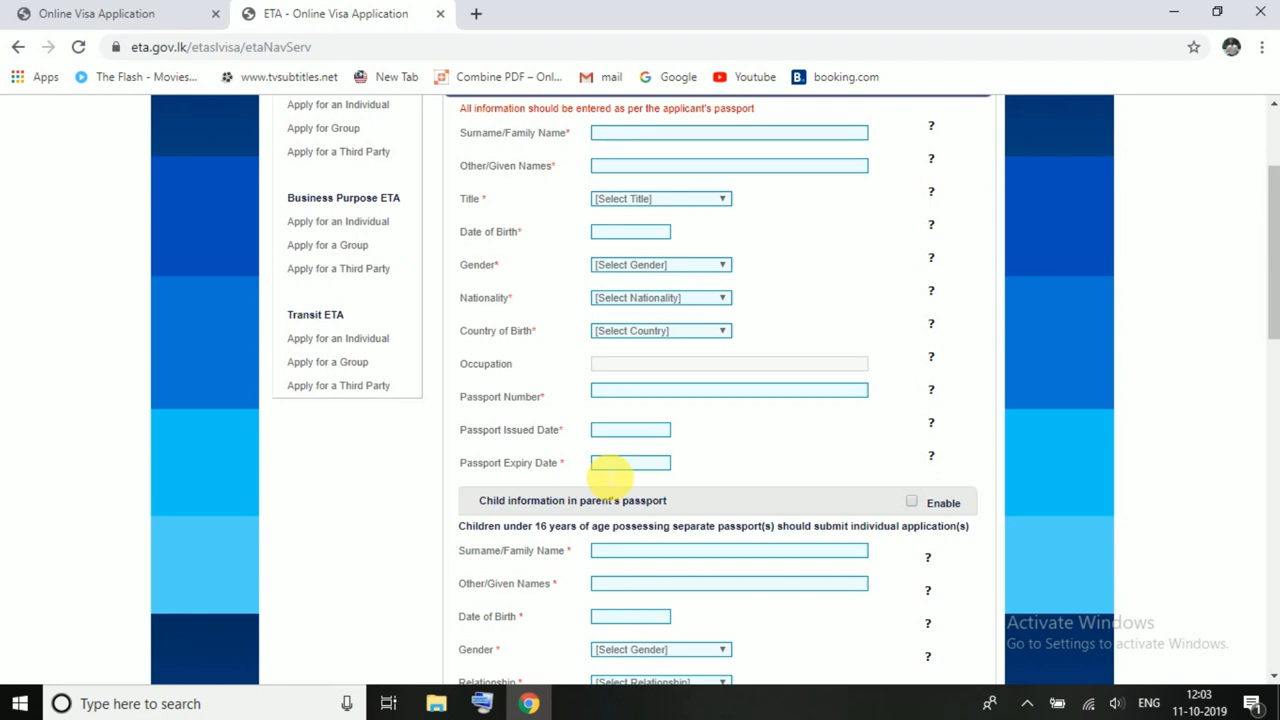 Online Visa Application
ETA - Online Visa Application
eta.gov.lk/etaslvisa/etaNavServ
Apps
The Flash - Movies...
www.tvsubtitles.net
New Tab
Combine PDF – Onl...
mail
Google
Youtube
B.
booking.com
Apply for an Individual
Apply for Group
Apply for a Third Party
Business Purpose ETA
Apply for an Individual
Apply for a Group
Apply for a Third Party
Transit ETA
Apply for an Individual
Apply for a Group
Apply for a Third Party
All information should be entered as per the applicant's passport
Surname/Family Name* ?
Other/Given Names* ?
Title * [Select Title] ?
Date of Birth* ?
Gender* [Select Gender] ?
Nationality* [Select Nationality] ?
Country of Birth* [Select Country] ?
Occupation ?
Passport Number* ?
Passport Issued Date* ?
Passport Expiry Date * ?
Child information in parent's passport Enable
Children under 16 years of age possessing separate passport(s) should submit individual application(s)
Surname/Family Name * ?
Other/Given Names * ?
Date of Birth * ?
Gender * [Select Gender] ?
Relationship * [Select Relationship]
Activate Windows
Go to Settings to activate Windows.
Type here to search
ENG
12:03
11-10-2019
1